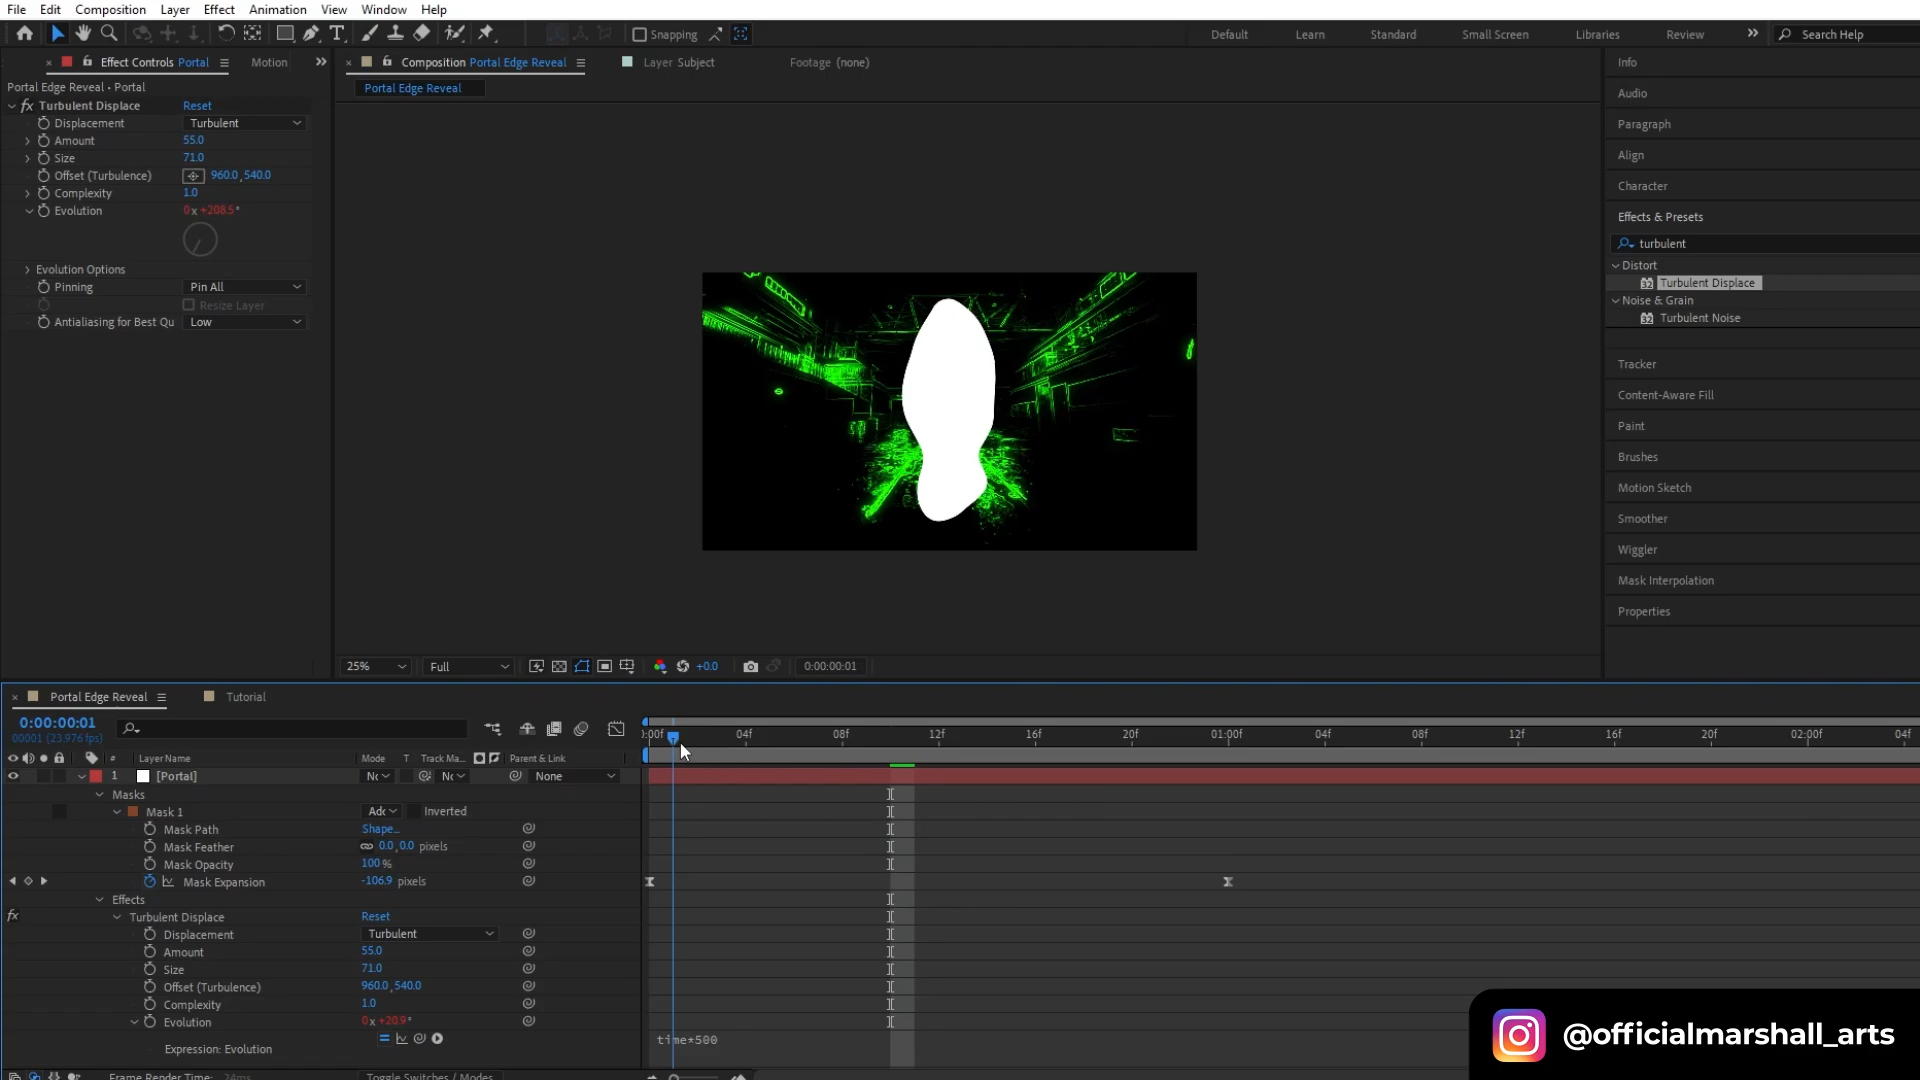 File Edit Composition Layer Effect Animation View Window Help
Snapping
Default Learn Standard Small Screen Libraries Review Search Help
Effect Controls Portal Motion
Composition Portal Edge Reveal Layer Subject Footage (none)
Portal Edge Reveal • Portal
Portal Edge Reveal
fx Turbulent Displace Reset
Displacement Turbulent
Amount 55.0
Size 71.0
Offset (Turbulence) 960.0, 540.0
Complexity 1.0
Evolution 0x +208.5°
Evolution Options
Pinning Pin All
Resize Layer
Antialiasing for Best Qu Low
Info
Audio
Paragraph
Align
Character
Effects & Presets
turbulent
Distort
32 Turbulent Displace
Noise & Grain
32 Turbulent Noise
Tracker
Content-Aware Fill
Paint
Brushes
Motion Sketch
Smoother
Wiggler
Mask Interpolation
Properties
25% Full +0.0 0:00:00:01
Portal Edge Reveal Tutorial
0:00:00:01
00001 (23.976 fps)
:00f 04f 08f 12f 16f 20f 01:00f 04f 08f 12f 16f 20f 02:00f 04f
# Layer Name Mode T Track Ma... Parent & Link
1 [Portal] Nc Nc None
Masks
Mask 1 Adc Inverted
Mask Path Shape...
Mask Feather 0.0, 0.0 pixels
Mask Opacity 100%
Mask Expansion -106.9 pixels
Effects
fx Turbulent Displace Reset
Displacement Turbulent
Amount 55.0
Size 71.0
Offset (Turbulence) 960.0, 540.0
Complexity 1.0
Evolution 0x +20.9°
Expression: Evolution time*500
Frame Render Time: 24ms Toggle Switches / Modes
@officialmarshall_arts